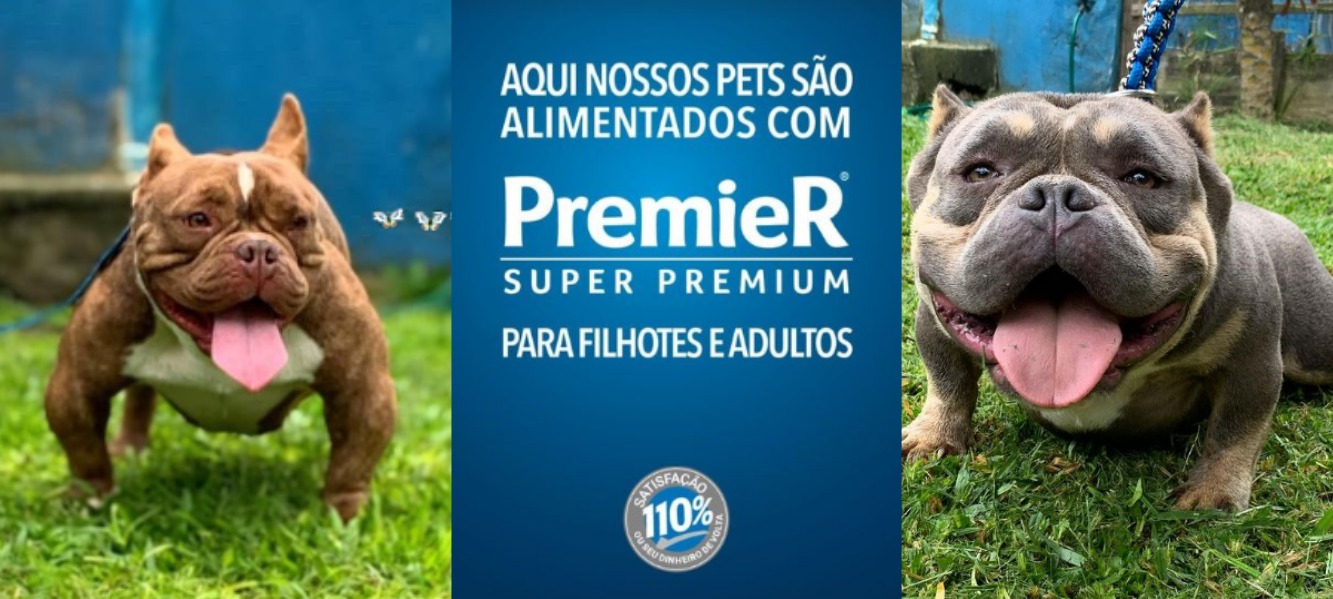 AQUI NOSSOS PETS SÃO
ALIMENTADOS COM
PremieR®
SUPER PREMIUM
PARA FILHOTES E ADULTOS
SATISFAÇÃO
110%
OU SEU DINHEIRO DE VOLTA